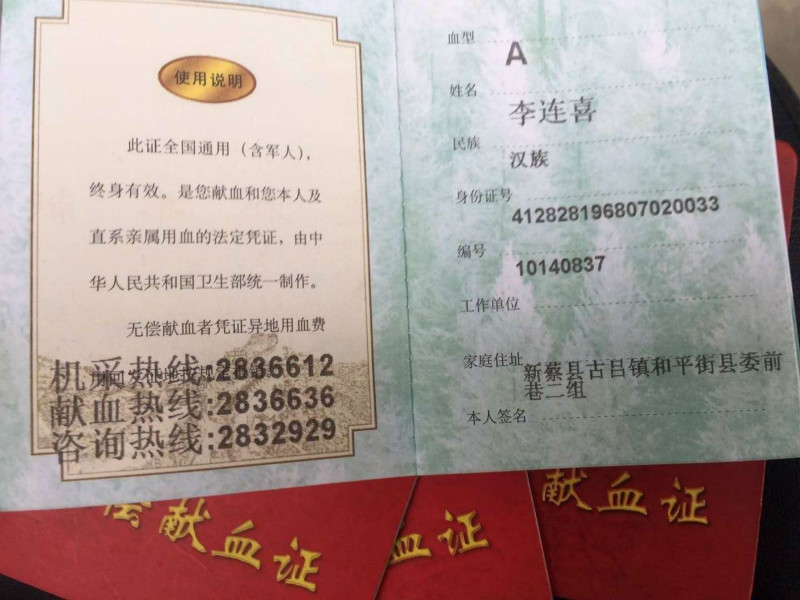 使用说明
此证全国通用（含军人），
终身有效。是您献血和您本人及
直系亲属用血的法定凭证，由中
华人民共和国卫生部统一制作。
无偿献血者凭证异地用血费
机采热线:2836612
献血热线:2836636
咨询热线:2832929
血型
A
姓名
李连喜
民族
汉族
身份证号
412828196807020033
编号
10140837
工作单位
家庭住址
新蔡县古吕镇和平街县委前
巷二组
本人签名
献血证
血证
献血证